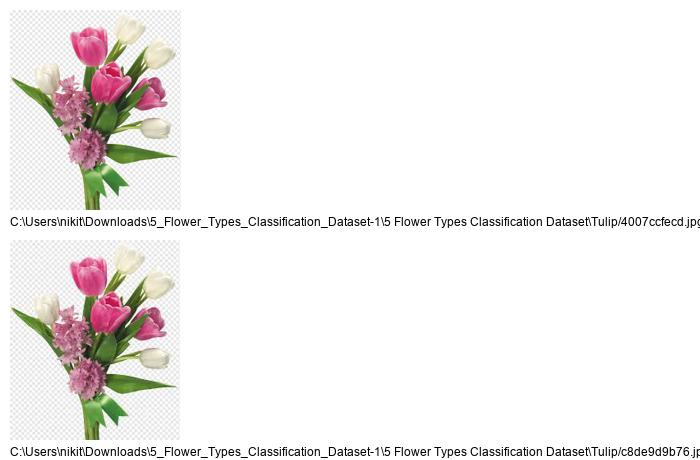 C:\Users\nikit\Downloads\5_Flower_Types_Classification_Dataset-1\5 Flower Types Classification Dataset\Tulip/4007ccfecd.jpg
C:\Users\nikit\Downloads\5_Flower_Types_Classification_Dataset-1\5 Flower Types Classification Dataset\Tulip/c8de9d9b76.jp